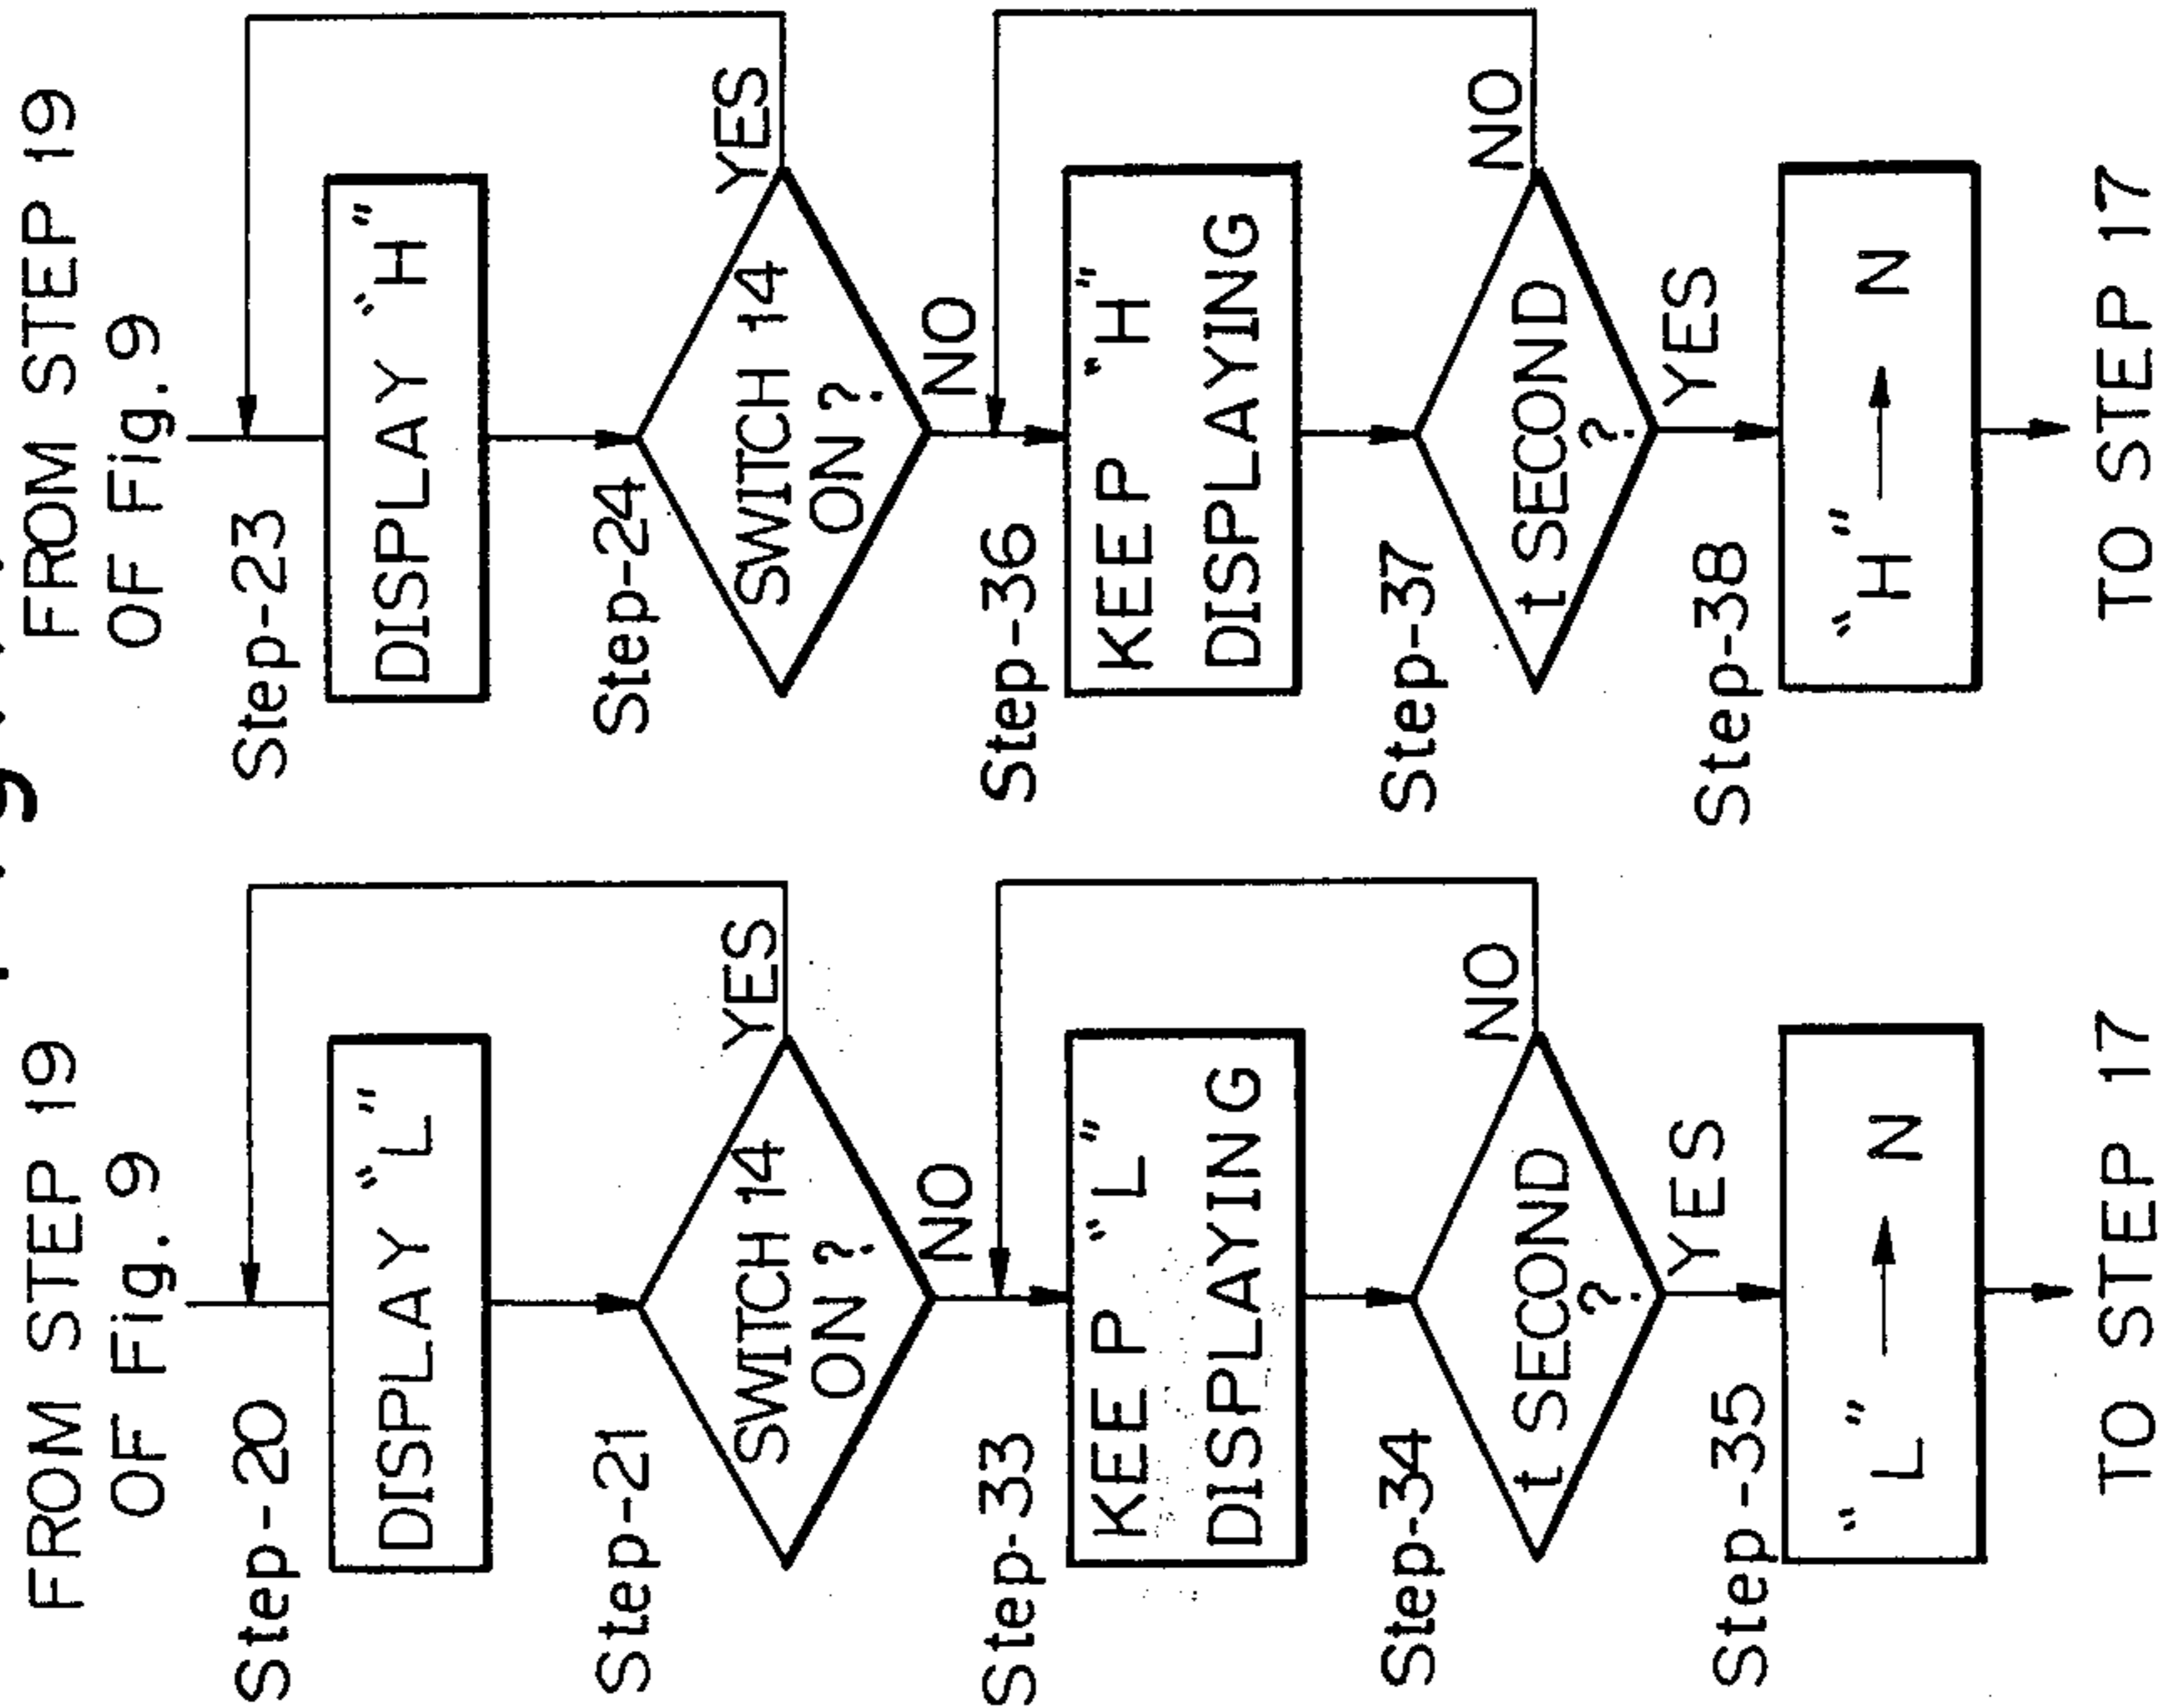 FROM STEP 19
OF Fig.9
Step-20
DISPLAY "L"
Step-21
SWITCH 14
ON?
YES
NO
Step-33
KEEP "L"
DISPLAYING
Step-34
t SECOND
?
NO
YES
Step-35
"L" → N
TO STEP 17
FROM STEP 19
OF Fig.9
Step-23
DISPLAY "H"
Step-24
SWITCH 14
ON?
YES
NO
Step-36
KEEP "H"
DISPLAYING
Step-37
t SECOND
?
NO
YES
Step-38
"H" → N
TO STEP 17